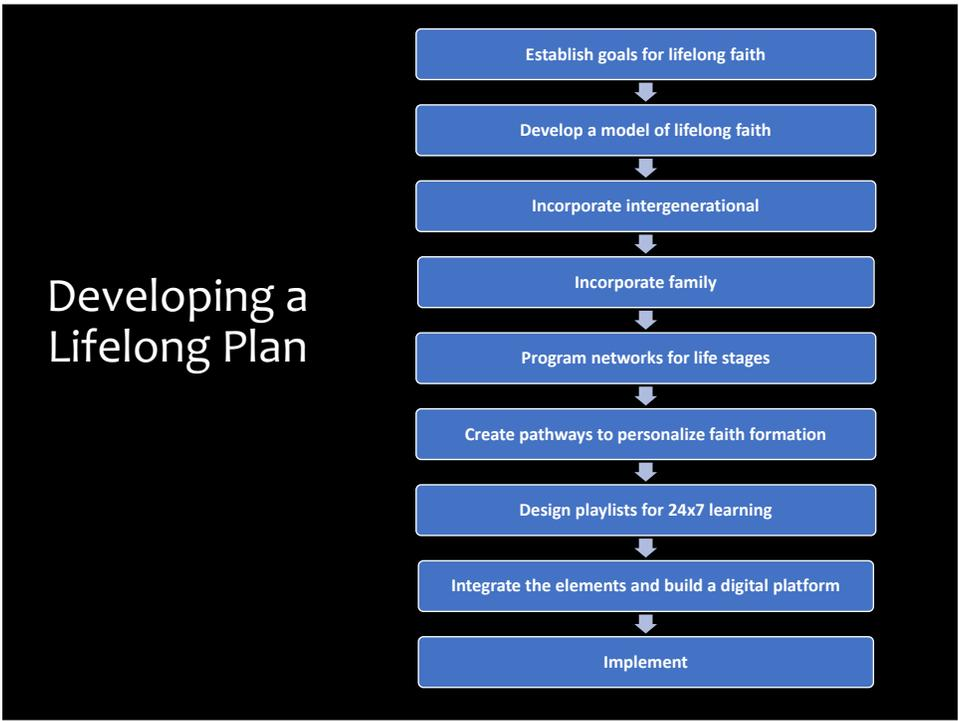 Developing a
Lifelong Plan
Establish goals for lifelong faith
Develop a model of lifelong faith
Incorporate intergenerational
Incorporate family
Program networks for life stages
Create pathways to personalize faith formation
Design playlists for 24x7 learning
Integrate the elements and build a digital platform
Implement